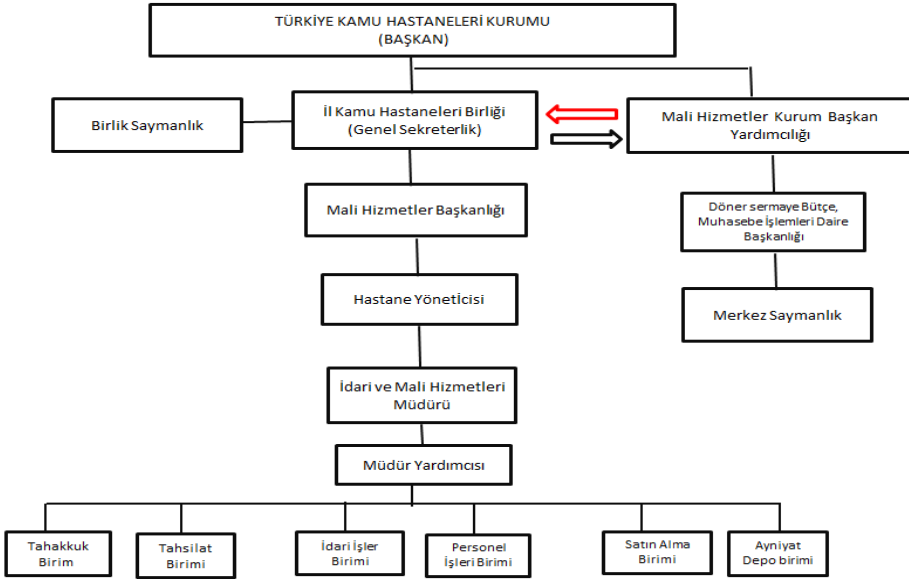 TÜRKİYE KAMU HASTANELERİ KURUMU
(BAŞKAN)
Birlik Saymanlık
İl Kamu Hastaneleri Birliği
(Genel Sekreterlik)
Mali Hizmetler Kurum Başkan
Yardımcılığı
Mali Hizmetler Başkanlığı
Döner sermaye Bütçe,
Muhasebe İşlemleri Daire
Başkanlığı
Hastane Yöneticisi
Merkez Saymanlık
İdari ve Mali Hizmetleri
Müdürü
Müdür Yardımcısı
Tahakkuk
Birim
Tahsilat
Birimi
İdari İşler
Birimi
Personel
İşleri Birimi
Satın Alma
Birimi
Ayniyat
Depo birimi